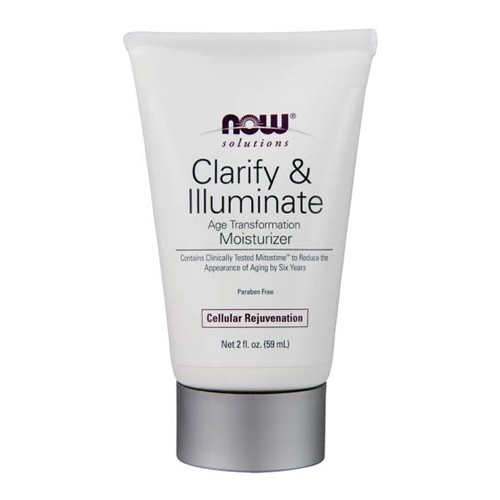 now®
solutions
Clarify &
Illuminate
Age Transformation
Moisturizer
Contains Clinically Tested Mitostime™ to Reduce the
Appearance of Aging by Six Years
Paraben Free
Cellular Rejuvenation
Net 2 fl. oz. (59 mL)